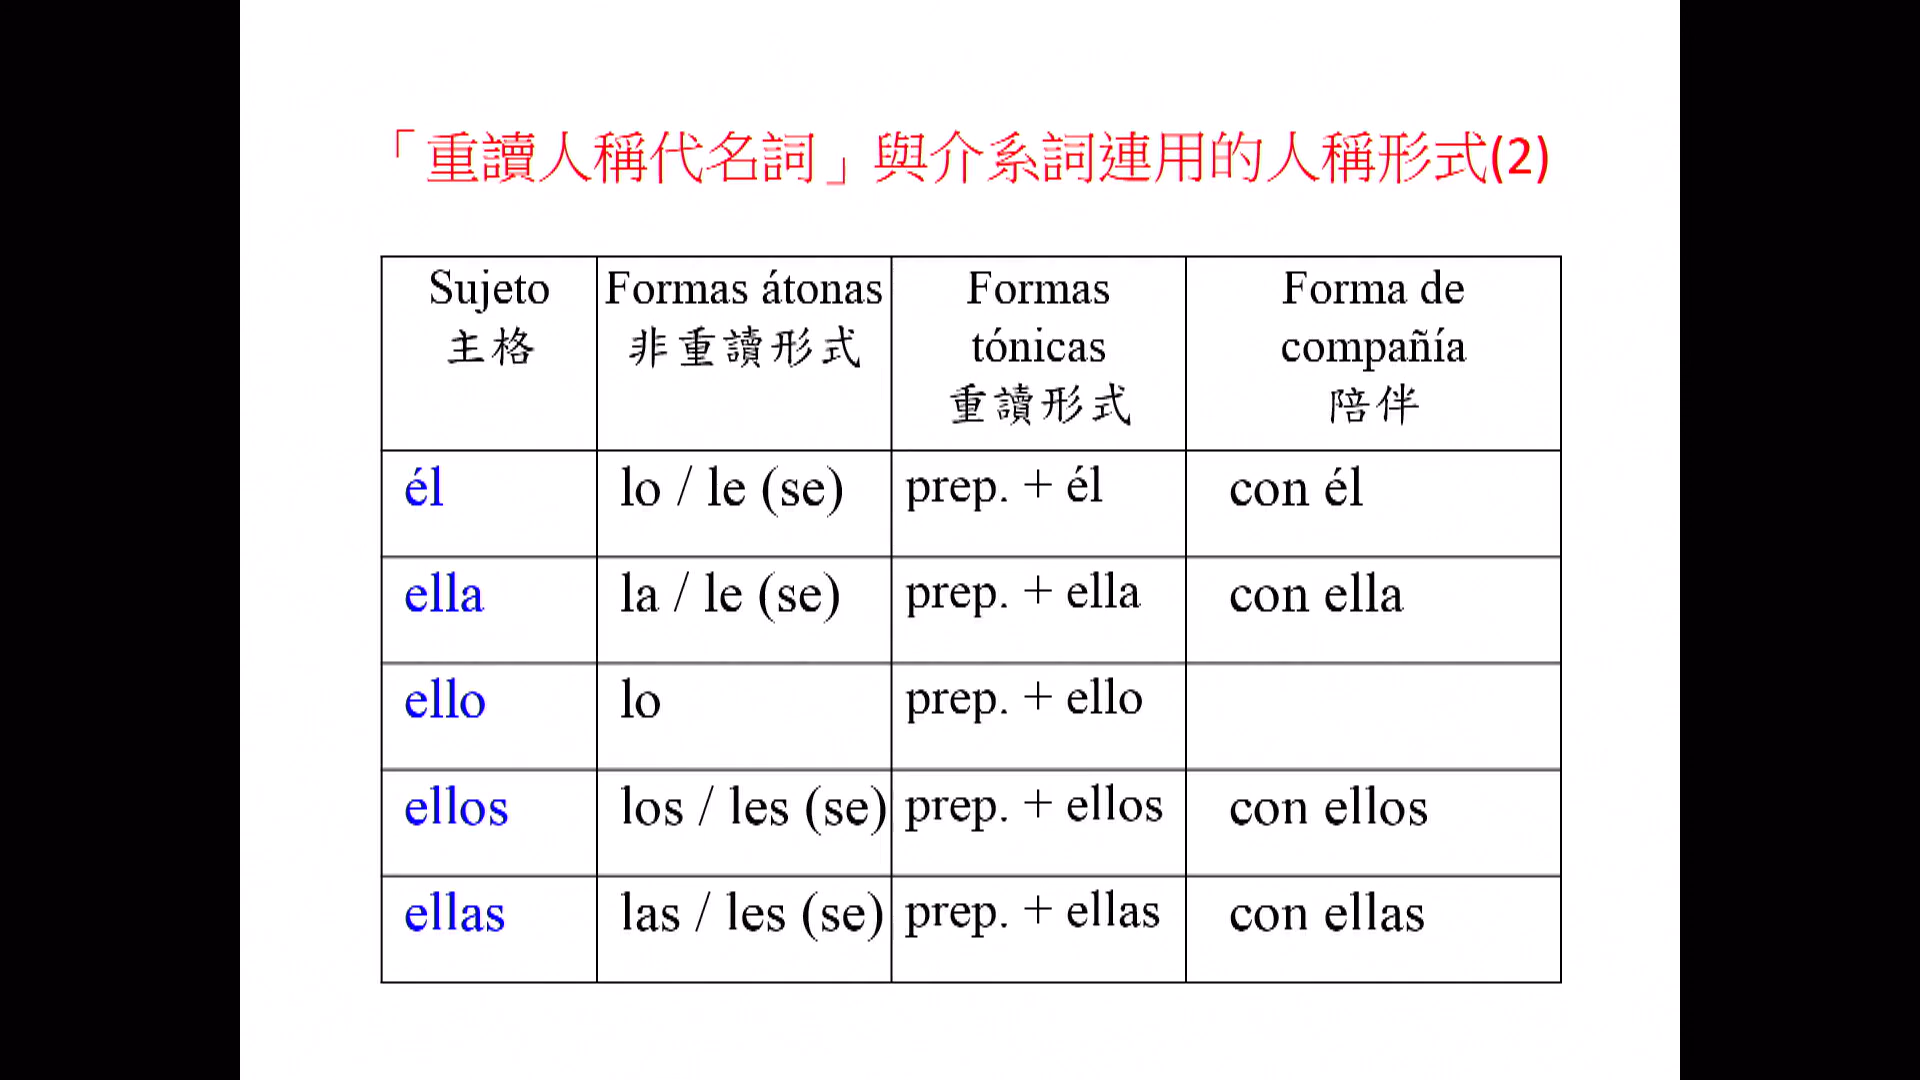 「重讀人稱代名詞」與介系詞連用的人稱形式(2)
Sujeto
主格
Formas átonas
非重讀形式
Formas
tónicas
重讀形式
Forma de
compañía
陪伴
él
lo / le (se)
prep. + él
con él
ella
la / le (se)
prep. + ella
con ella
ello
lo
prep. + ello
ellos
los / les (se)
prep. + ellos
con ellos
ellas
las / les (se)
prep. + ellas
con ellas